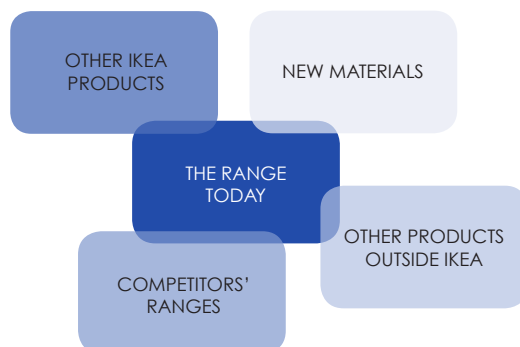 OTHER IKEA
PRODUCTS
NEW MATERIALS
THE RANGE
TODAY
OTHER PRODUCTS
OUTSIDE IKEA
COMPETITORS’
RANGES